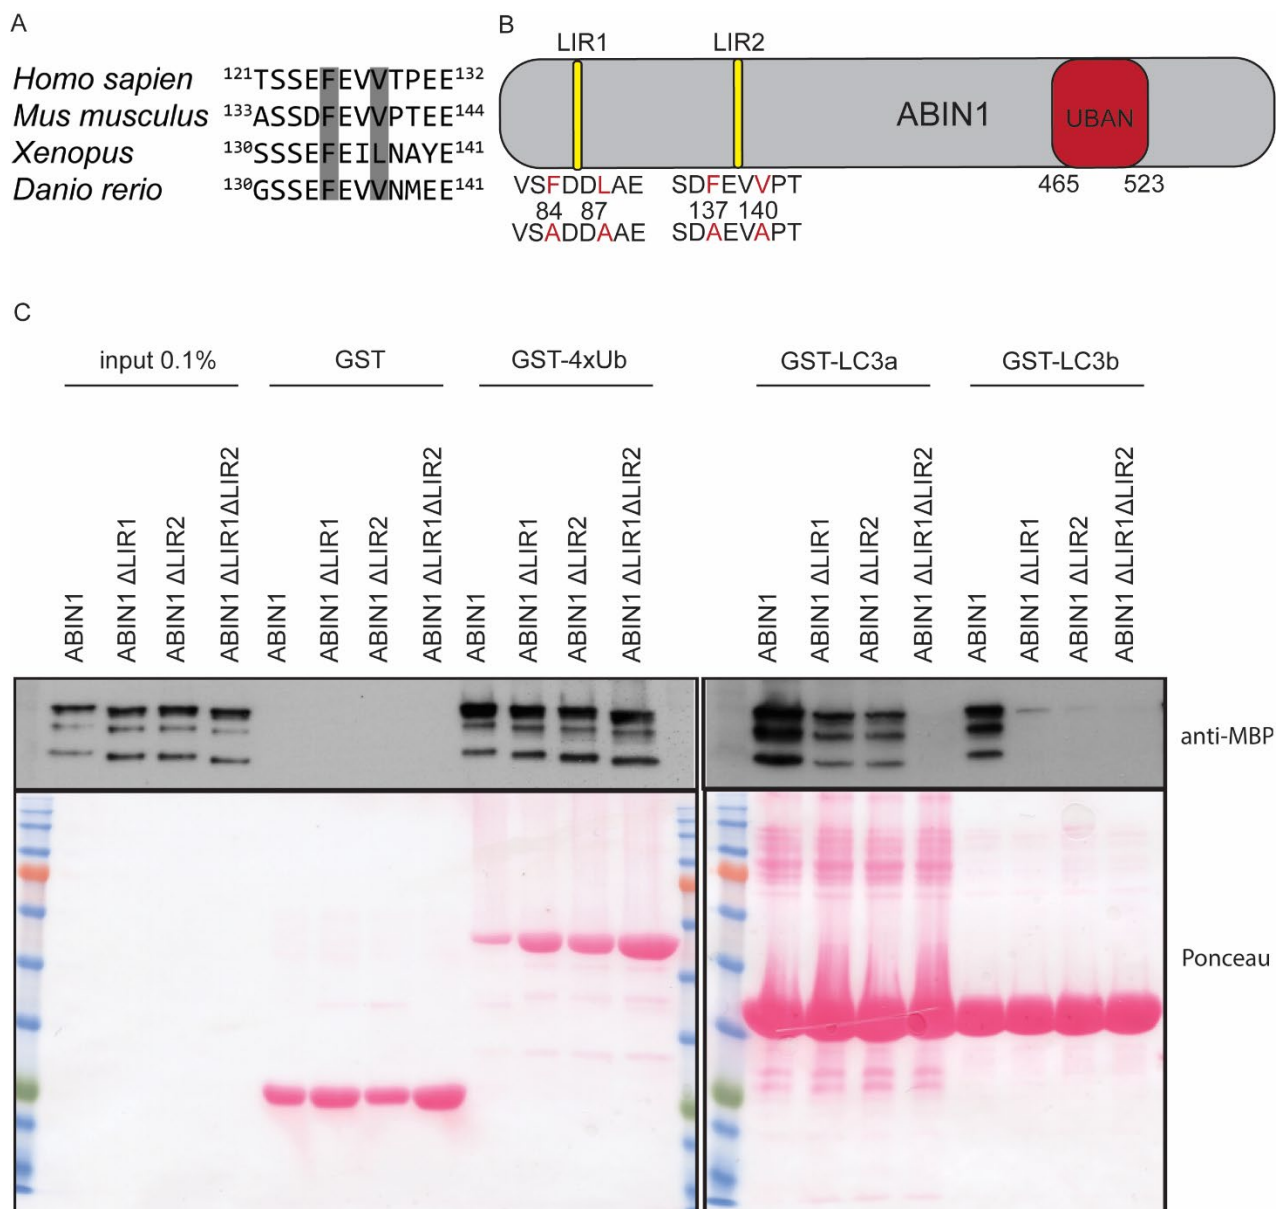 A
Homo sapien ¹²¹TSSEFEVVTPEE¹³²
Mus musculus ¹³³ASSDFEVVPTEE¹⁴⁴
Xenopus ¹³⁰SSSEFEILNAYE¹⁴¹
Danio rerio ¹³⁰GSSEFEVVNMEE¹⁴¹
B
LIR1 LIR2
ABIN1 UBAN
VSFDDLAE SDFEVVPT 465 523
84 87 137 140
VSADDAAE SDAEVAPT
C
input 0.1% GST GST-4xUb GST-LC3a GST-LC3b
ABIN1
ABIN1 ΔLIR1
ABIN1 ΔLIR2
ABIN1 ΔLIR1ΔLIR2
ABIN1
ABIN1 ΔLIR1
ABIN1 ΔLIR2
ABIN1 ΔLIR1ΔLIR2
ABIN1
ABIN1 ΔLIR1
ABIN1 ΔLIR2
ABIN1 ΔLIR1ΔLIR2
ABIN1
ABIN1 ΔLIR1
ABIN1 ΔLIR2
ABIN1 ΔLIR1ΔLIR2
ABIN1
ABIN1 ΔLIR1
ABIN1 ΔLIR2
ABIN1 ΔLIR1ΔLIR2
anti-MBP
Ponceau